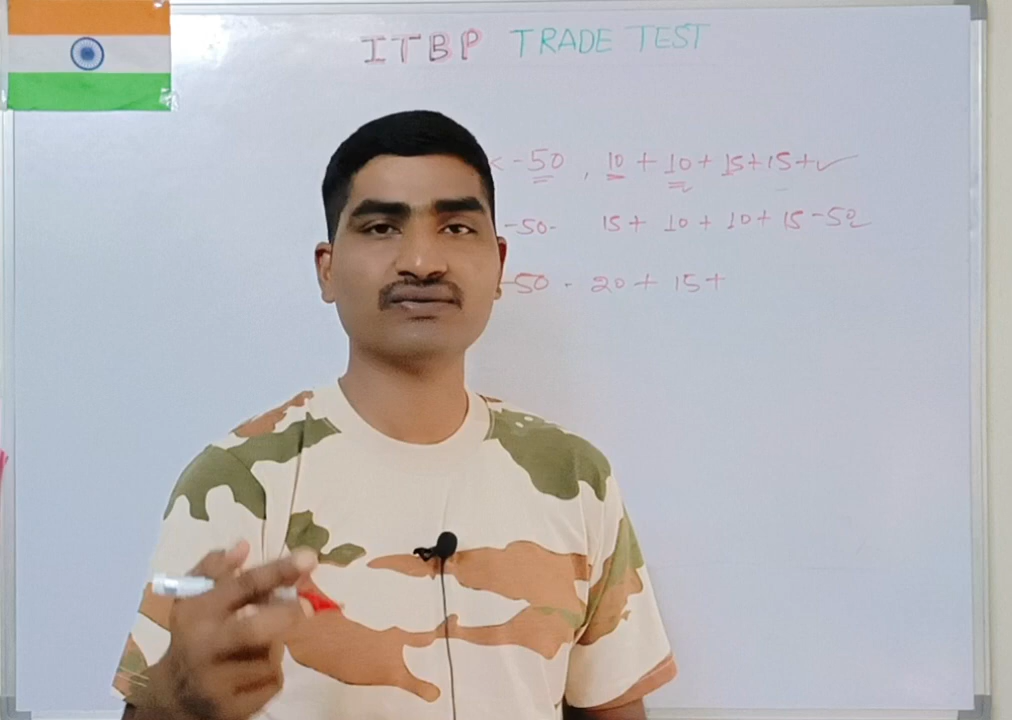 ITBP TRADE TEST
< -50 , 10 + 10 + 15+15+✓
-50- 15+ 10 + 10+ 15-50
-50 - 20+ 15+